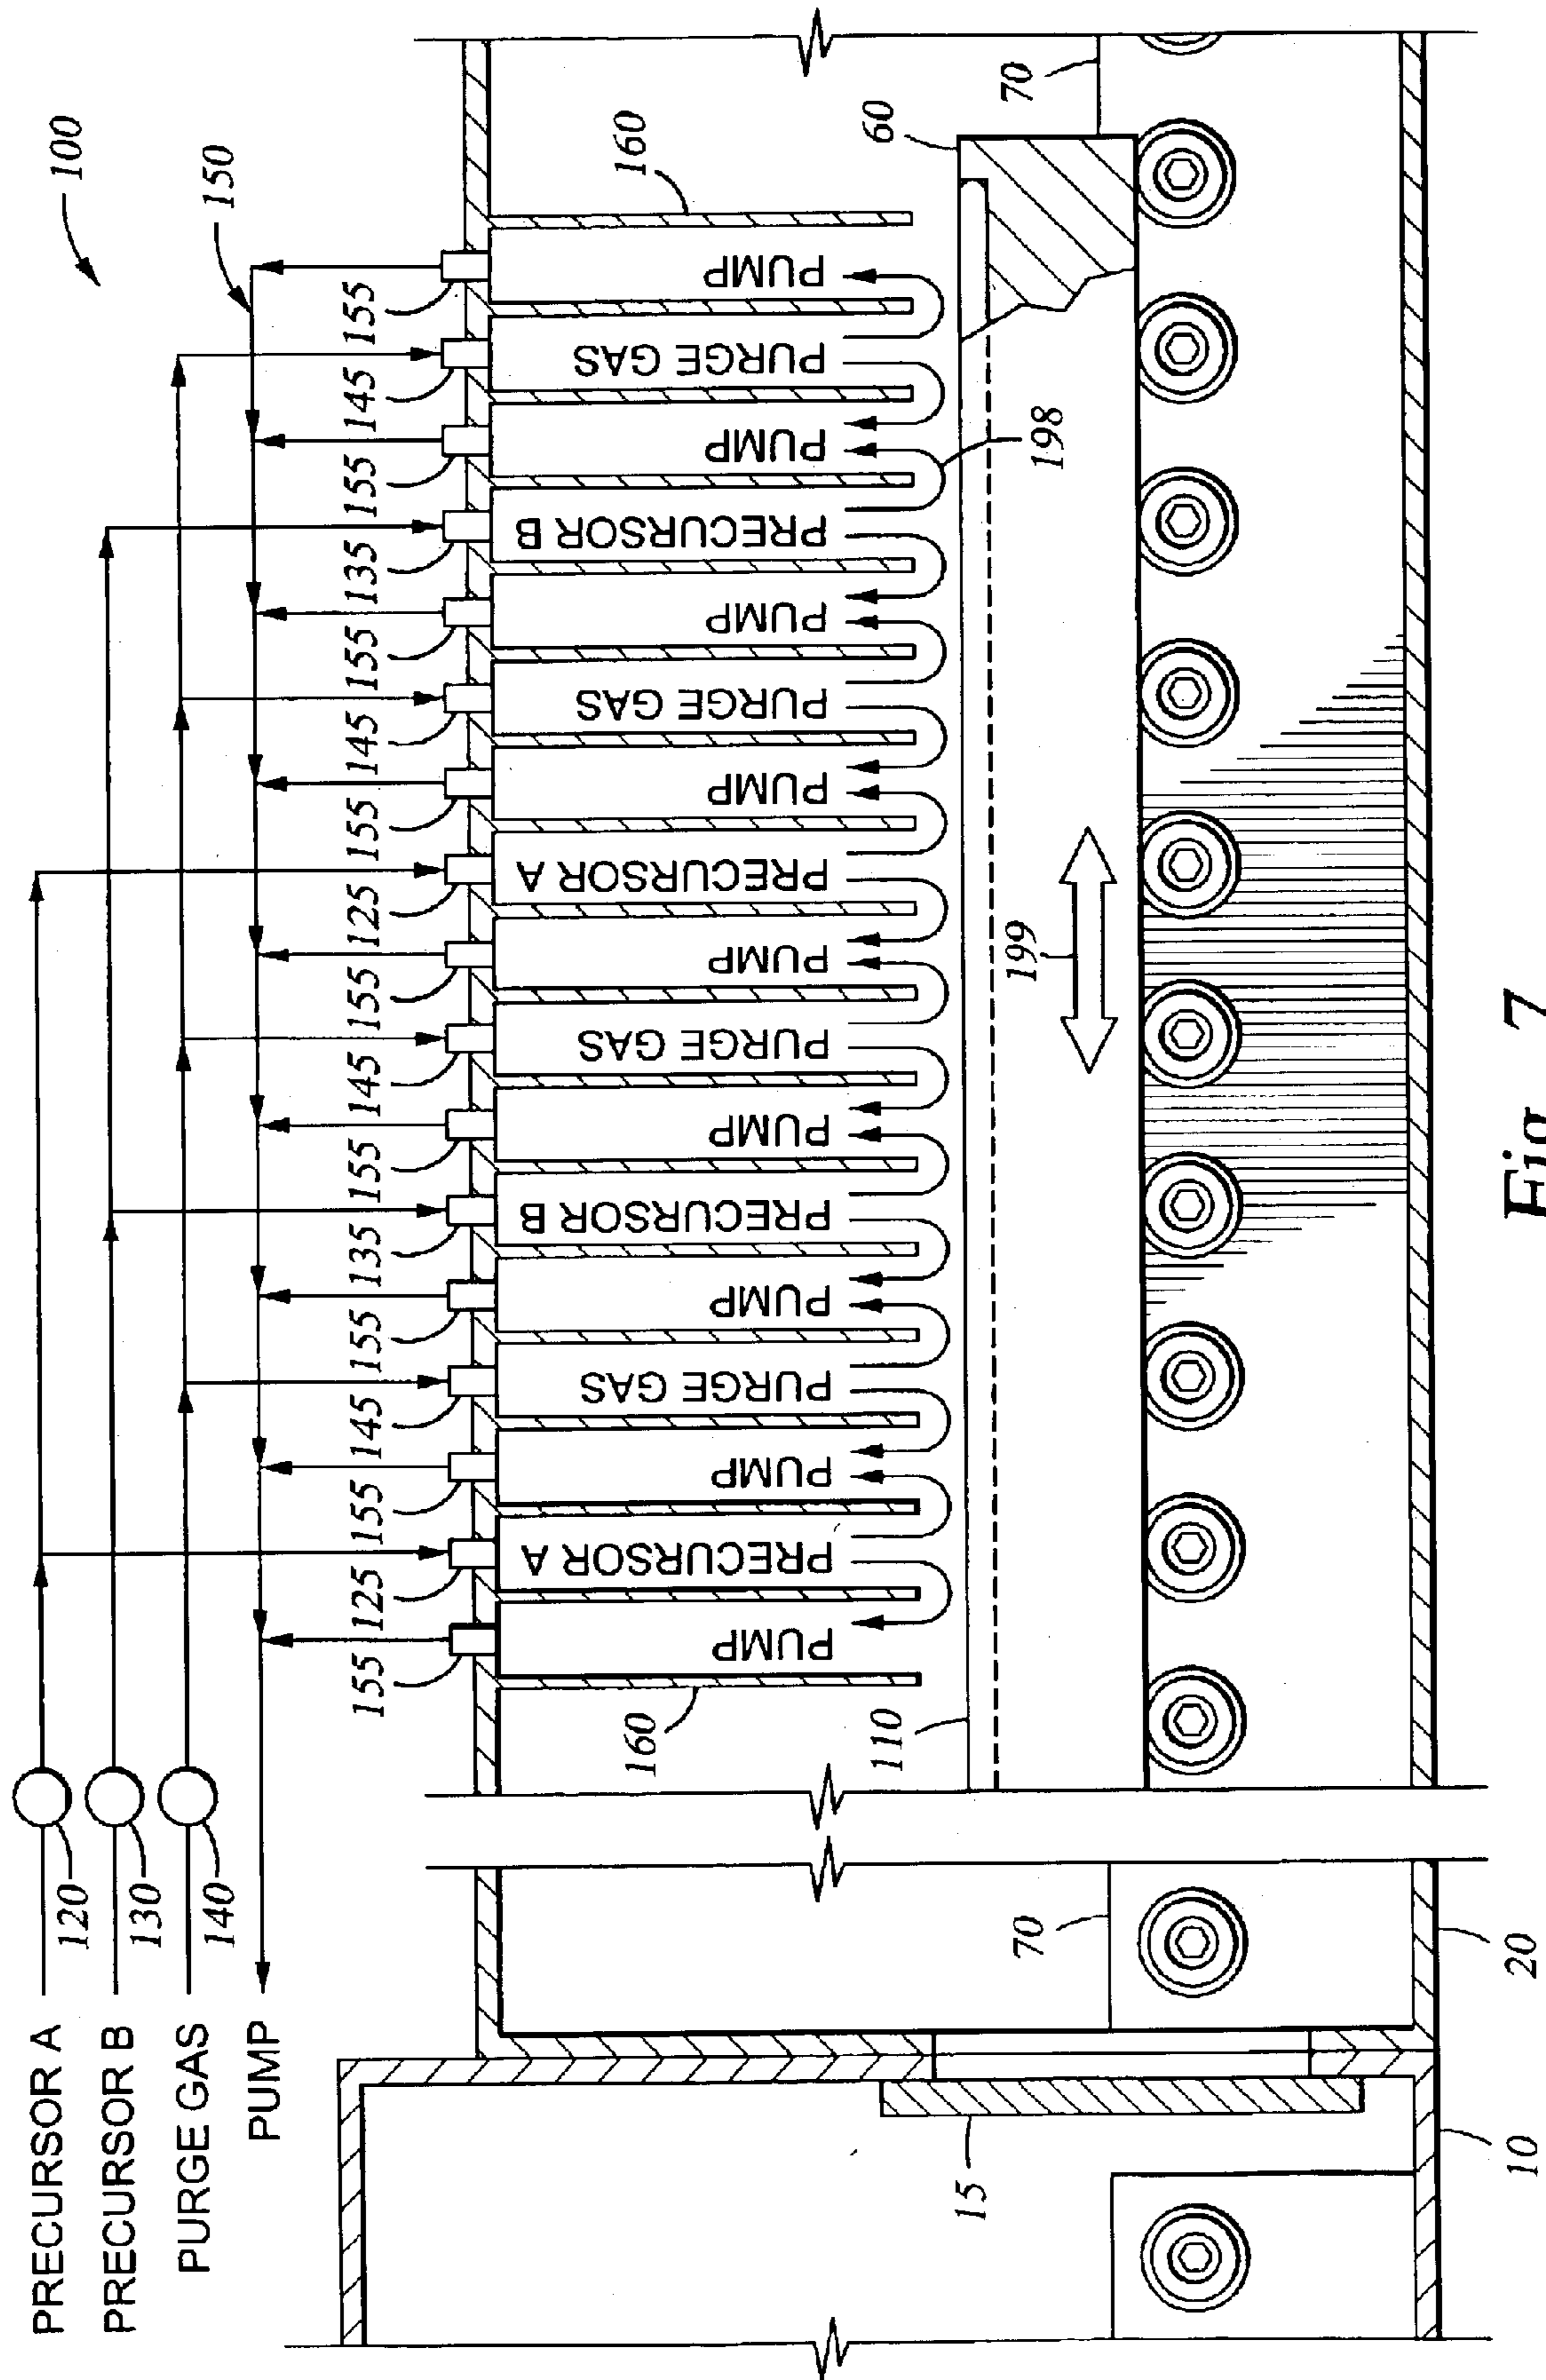 PRECURSOR A
120
100
PRECURSOR B
130
PURGE GAS
140
150
PUMP
155 125 155 145 155 135 155 145 155 125 155 145 155 135 155 145 155
PUMP
PRECURSOR A
PUMP
PURGE GAS
PUMP
PRECURSOR B
PUMP
PURGE GAS
PUMP
PRECURSOR A
PUMP
PURGE GAS
PUMP
PRECURSOR B
PUMP
PURGE GAS
PUMP
160
160
110
60
15
70
199
198
70
10
20
Fig. 7